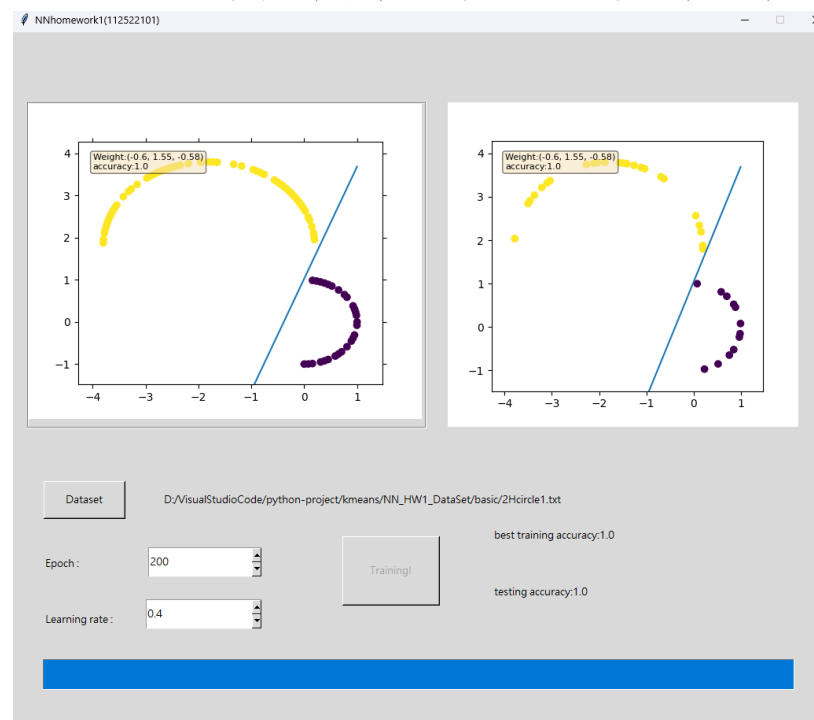 NNhomework1(112522101)
Weight:(-0.6, 1.55, -0.58)
accuracy:1.0
4
3
2
1
0
−1
−4
−3
−2
−1
0
1
Weight:(-0.6, 1.55, -0.58)
accuracy:1.0
4
3
2
1
0
−1
−4
−3
−2
−1
0
1
Dataset
D:/VisualStudioCode/python-project/kmeans/NN_HW1_DataSet/basic/2Hcircle1.txt
Epoch :
200
Learning rate :
0.4
Training!
best training accuracy:1.0
testing accuracy:1.0